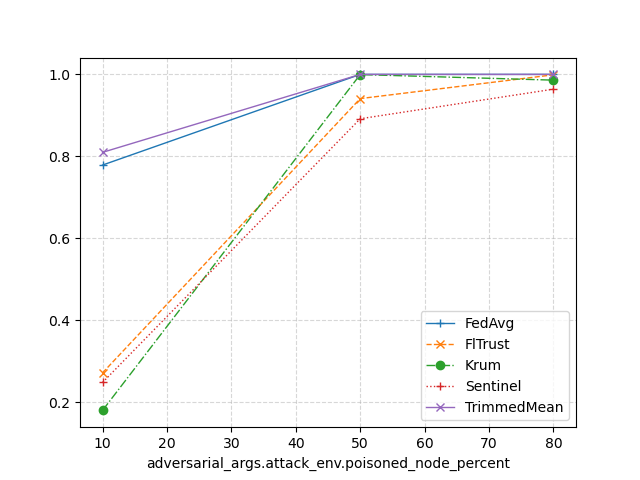 1.0
0.8
0.6
0.4
0.2
10
20
30
40
50
60
70
80
adversarial_args.attack_env.poisoned_node_percent
FedAvg
FlTrust
Krum
Sentinel
TrimmedMean